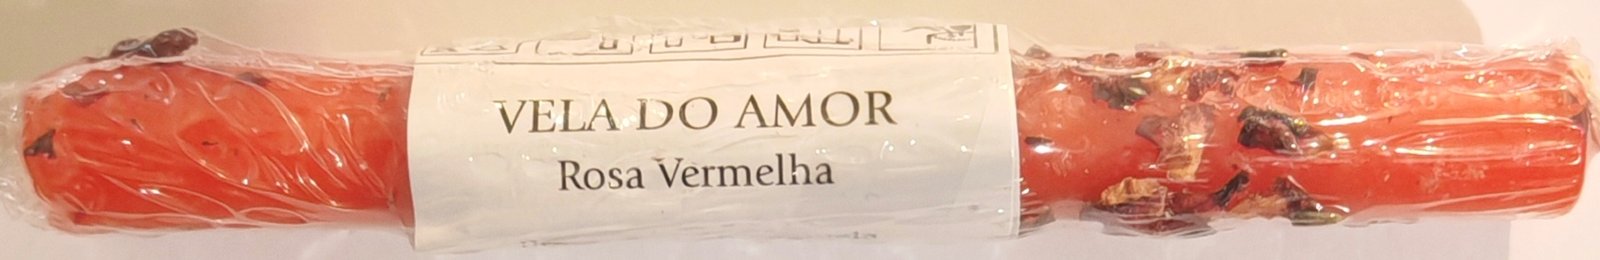 VELA DO AMOR
Rosa Vermelha